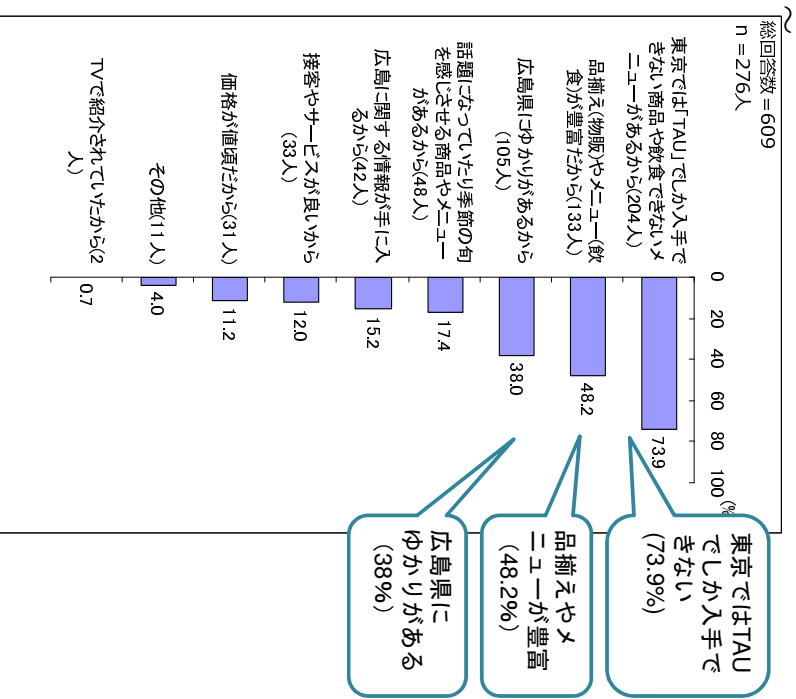 総回答数=609
n =276人
東京では「TAU」でしか入手で
きない商品や飲食できないメ
ニューがあるから(204人)
品揃え(物販)やメニュー(飲
食)が豊富だから(133人)
広島県にゆかりがあるから
(105人)
話題になっていたり季節の旬
を感じさせる商品やメニュー
があるから(48人)
広島に関する情報が手に入
るから(42人)
接客やサービスが良いから
(33人)
価格が値頃だから(31人)
その他(11人)
TVで紹介されていたから(2
人)
0
20
40
60
80
100
(%
73.9
48.2
38.0
17.4
15.2
12.0
11.2
4.0
0.7
東京ではTAU
でしか入手で
きない
(73.9%)
品揃えやメ
ニューが豊富
(48.2%)
広島県に
ゆかりがある
(38%)